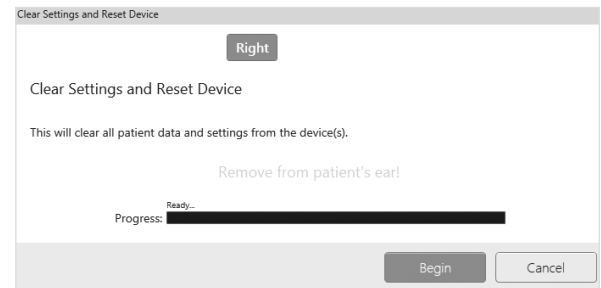 Clear Settings and Reset Device
Right
Clear Settings and Reset Device
This will clear all patient data and settings from the device(s).
Remove from patient's ear!
Ready...
Progress:
Begin Cancel